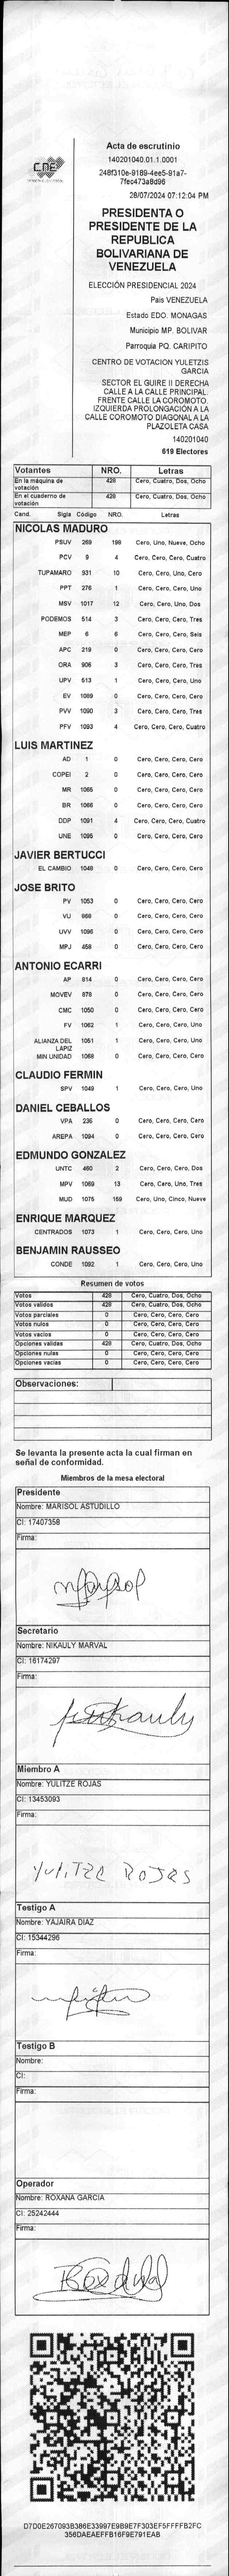 CNE
Acta de escrutinio
140201040.01.1.0001
248f310e-9189-4ee5-91a7-
7fec473a8d96
28/07/2024 07:12:04 PM
PRESIDENTA O
PRESIDENTE DE LA
REPUBLICA
BOLIVARIANA DE
VENEZUELA
ELECCIÓN PRESIDENCIAL 2024
Pais VENEZUELA
Estado EDO. MONAGAS
Municipio MP. BOLIVAR
Parroquia PQ. CARIPITO
CENTRO DE VOTACION YULETZIS
GARCIA
SECTOR EL GUIRE II DERECHA
CALLE A LA CALLE PRINCIPAL.
FRENTE CALLE LA COROMOTO.
IZQUIERDA PROLONGACIÓN A LA
CALLE COROMOTO DIAGONAL A LA
PLAZOLETA CASA
140201040
619 Electores
Votantes NRO. Letras
En la máquina de votación 428 Cero, Cuatro, Dos, Ocho
En el cuaderno de votación 428 Cero, Cuatro, Dos, Ocho
Cand. Sigla Código NRO. Letras
NICOLAS MADURO
PSUV 269 198 Cero, Uno, Nueve, Ocho
PCV 9 4 Cero, Cero, Cero, Cuatro
TUPAMARO 931 10 Cero, Cero, Uno, Cero
PPT 276 1 Cero, Cero, Cero, Uno
MSV 1017 12 Cero, Cero, Uno, Dos
PODEMOS 514 3 Cero, Cero, Cero, Tres
MEP 6 6 Cero, Cero, Cero, Seis
APC 219 0 Cero, Cero, Cero, Cero
ORA 906 3 Cero, Cero, Cero, Tres
UPV 513 1 Cero, Cero, Cero, Uno
EV 1089 0 Cero, Cero, Cero, Cero
PVV 1090 3 Cero, Cero, Cero, Tres
PFV 1093 4 Cero, Cero, Cero, Cuatro
LUIS MARTINEZ
AD 1 0 Cero, Cero, Cero, Cero
COPEI 2 0 Cero, Cero, Cero, Cero
MR 1065 0 Cero, Cero, Cero, Cero
BR 1066 0 Cero, Cero, Cero, Cero
DDP 1091 4 Cero, Cero, Cero, Cuatro
UNE 1095 0 Cero, Cero, Cero, Cero
JAVIER BERTUCCI
EL CAMBIO 1048 0 Cero, Cero, Cero, Cero
JOSE BRITO
PV 1053 0 Cero, Cero, Cero, Cero
VU 868 0 Cero, Cero, Cero, Cero
UVV 1096 0 Cero, Cero, Cero, Cero
MPJ 458 0 Cero, Cero, Cero, Cero
ANTONIO ECARRI
AP 814 0 Cero, Cero, Cero, Cero
MOVEV 878 0 Cero, Cero, Cero, Cero
CMC 1050 0 Cero, Cero, Cero, Cero
FV 1062 1 Cero, Cero, Cero, Uno
ALIANZA DEL LAPIZ 1051 1 Cero, Cero, Cero, Uno
MIN UNIDAD 1088 0 Cero, Cero, Cero, Cero
CLAUDIO FERMIN
SPV 1049 1 Cero, Cero, Cero, Uno
DANIEL CEBALLOS
VPA 236 0 Cero, Cero, Cero, Cero
AREPA 1094 0 Cero, Cero, Cero, Cero
EDMUNDO GONZALEZ
UNTC 460 2 Cero, Cero, Cero, Dos
MPV 1069 13 Cero, Cero, Uno, Tres
MUD 1075 159 Cero, Uno, Cinco, Nueve
ENRIQUE MARQUEZ
CENTRADOS 1073 1 Cero, Cero, Cero, Uno
BENJAMIN RAUSSEO
CONDE 1092 1 Cero, Cero, Cero, Uno
Resumen de votos
Votos 428 Cero, Cuatro, Dos, Ocho
Votos validos 428 Cero, Cuatro, Dos, Ocho
Votos parciales 0 Cero, Cero, Cero, Cero
Votos nulos 0 Cero, Cero, Cero, Cero
Votos vacios 0 Cero, Cero, Cero, Cero
Opciones validas 428 Cero, Cuatro, Dos, Ocho
Opciones nulas 0 Cero, Cero, Cero, Cero
Opciones vacias 0 Cero, Cero, Cero, Cero
Observaciones:
Se levanta la presente acta la cual firman en
señal de conformidad.
Miembros de la mesa electoral
Presidente
Nombre: MARISOL ASTUDILLO
CI: 17407358
Firma:
Marysol
Secretario
Nombre: NIKAULY MARVAL
CI: 16174297
Firma:
Miembro A
Nombre: YULITZE ROJAS
CI: 13453093
Firma:
YULITZE ROJAS
Testigo A
Nombre: YAJAIRA DIAZ
CI: 15344296
Firma:
Testigo B
Nombre:
CI:
Firma:
Operador
Nombre: ROXANA GARCIA
CI: 25242444
Firma:
D7D0E267093B386E33997E9B9E7F303EF5FFFFB2FC
356DAEAEFFB16F9E791EAB